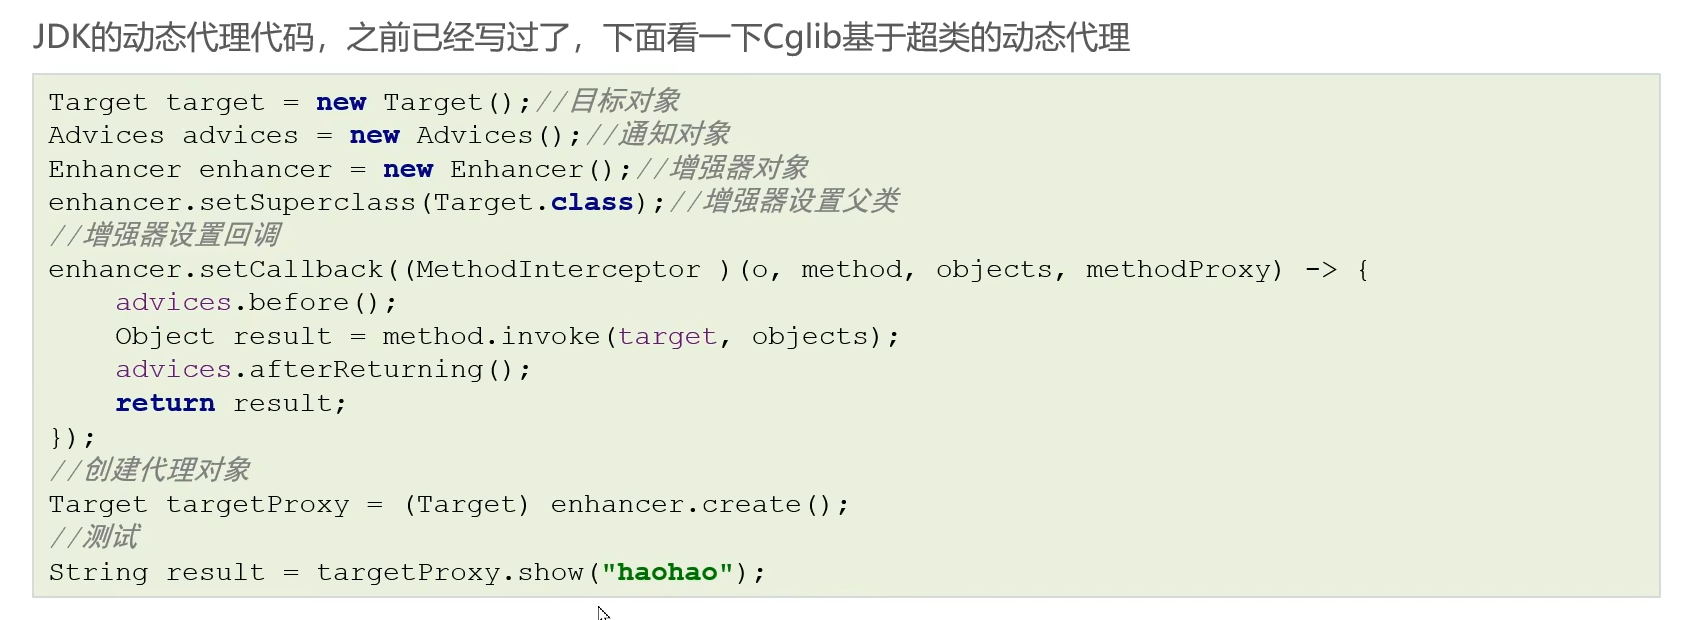 JDK的动态代理代码，之前已经写过了，下面看一下Cglib基于超类的动态代理
Target target = new Target();//目标对象
Advices advices = new Advices();//通知对象
Enhancer enhancer = new Enhancer();//增强器对象
enhancer.setSuperclass(Target.class);//增强器设置父类
//增强器设置回调
enhancer.setCallback((MethodInterceptor )(o, method, objects, methodProxy) -> {
    advices.before();
    Object result = method.invoke(target, objects);
    advices.afterReturning();
    return result;
});
//创建代理对象
Target targetProxy = (Target) enhancer.create();
//测试
String result = targetProxy.show("haohao");